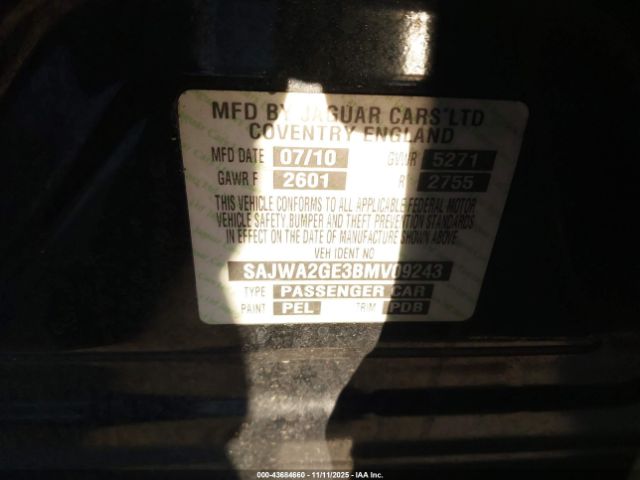 MFD BY JAGUAR CARS LTD
COVENTRY ENGLAND
MFD DATE 07/10 GVWR 5271
GAWR F 2601 R 2755
THIS VEHICLE CONFORMS TO ALL APPLICABLE FEDERAL MOTOR
VEHICLE SAFETY BUMPER AND THEFT PREVENTION STANDARDS
IN EFFECT ON THE DATE OF MANUFACTURE SHOWN ABOVE
VEH IDENT NO
SAJWA2GE3BMV09243
TYPE PASSENGER CAR
PAINT PEL TRIM PDB
00-43684660 - 11/11/2025 - IAA Inc.